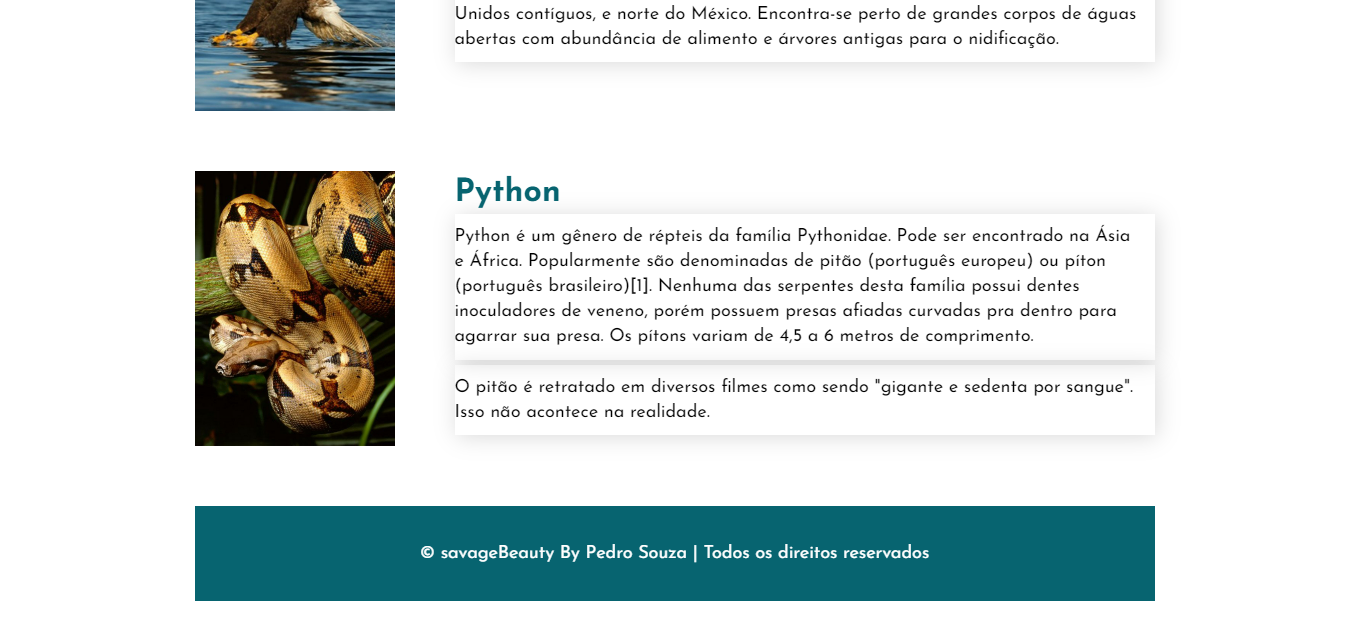 Unidos contíguos, e norte do México. Encontra-se perto de grandes corpos de águas
abertas com abundância de alimento e árvores antigas para o nidificação.
Python
Python é um gênero de répteis da família Pythonidae. Pode ser encontrado na Ásia
e África. Popularmente são denominadas de pitão (português europeu) ou píton
(português brasileiro)[1]. Nenhuma das serpentes desta família possui dentes
inoculadores de veneno, porém possuem presas afiadas curvadas pra dentro para
agarrar sua presa. Os pítons variam de 4,5 a 6 metros de comprimento.
O pitão é retratado em diversos filmes como sendo "gigante e sedenta por sangue".
Isso não acontece na realidade.
© savageBeauty By Pedro Souza | Todos os direitos reservados